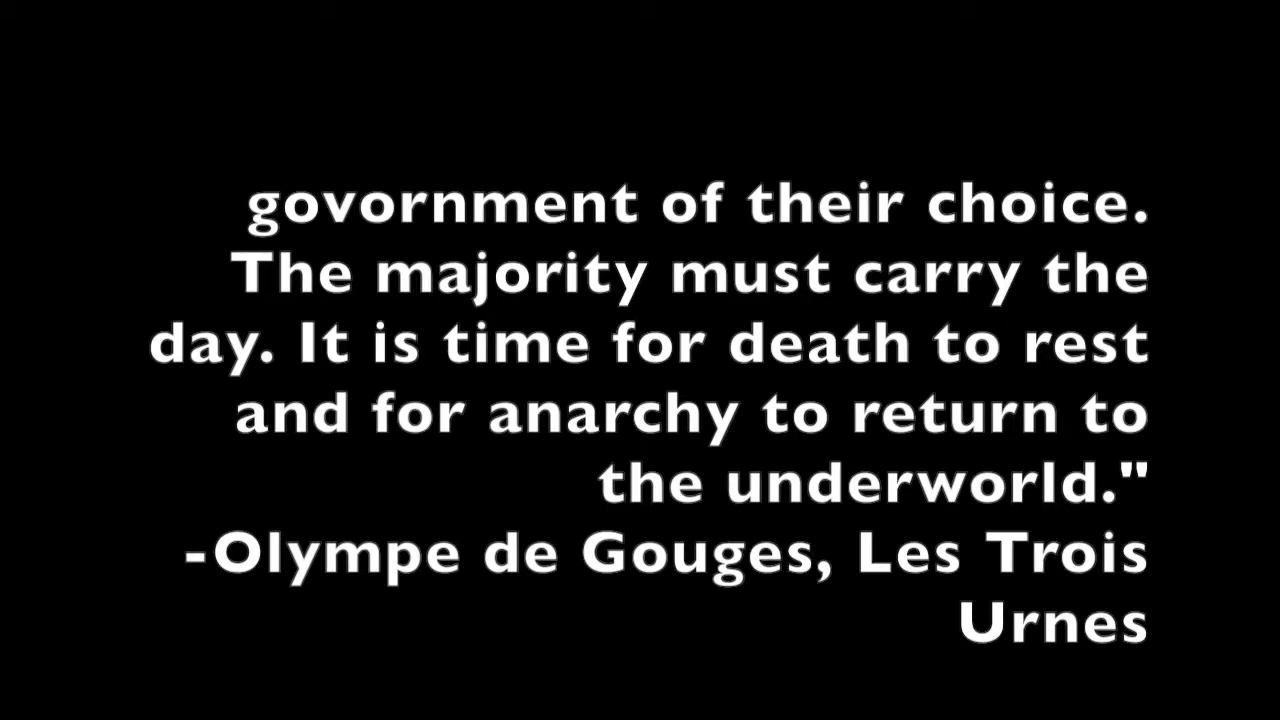 govornment of their choice.
The majority must carry the
day. It is time for death to rest
and for anarchy to return to
the underworld."
-Olympe de Gouges, Les Trois
Urnes